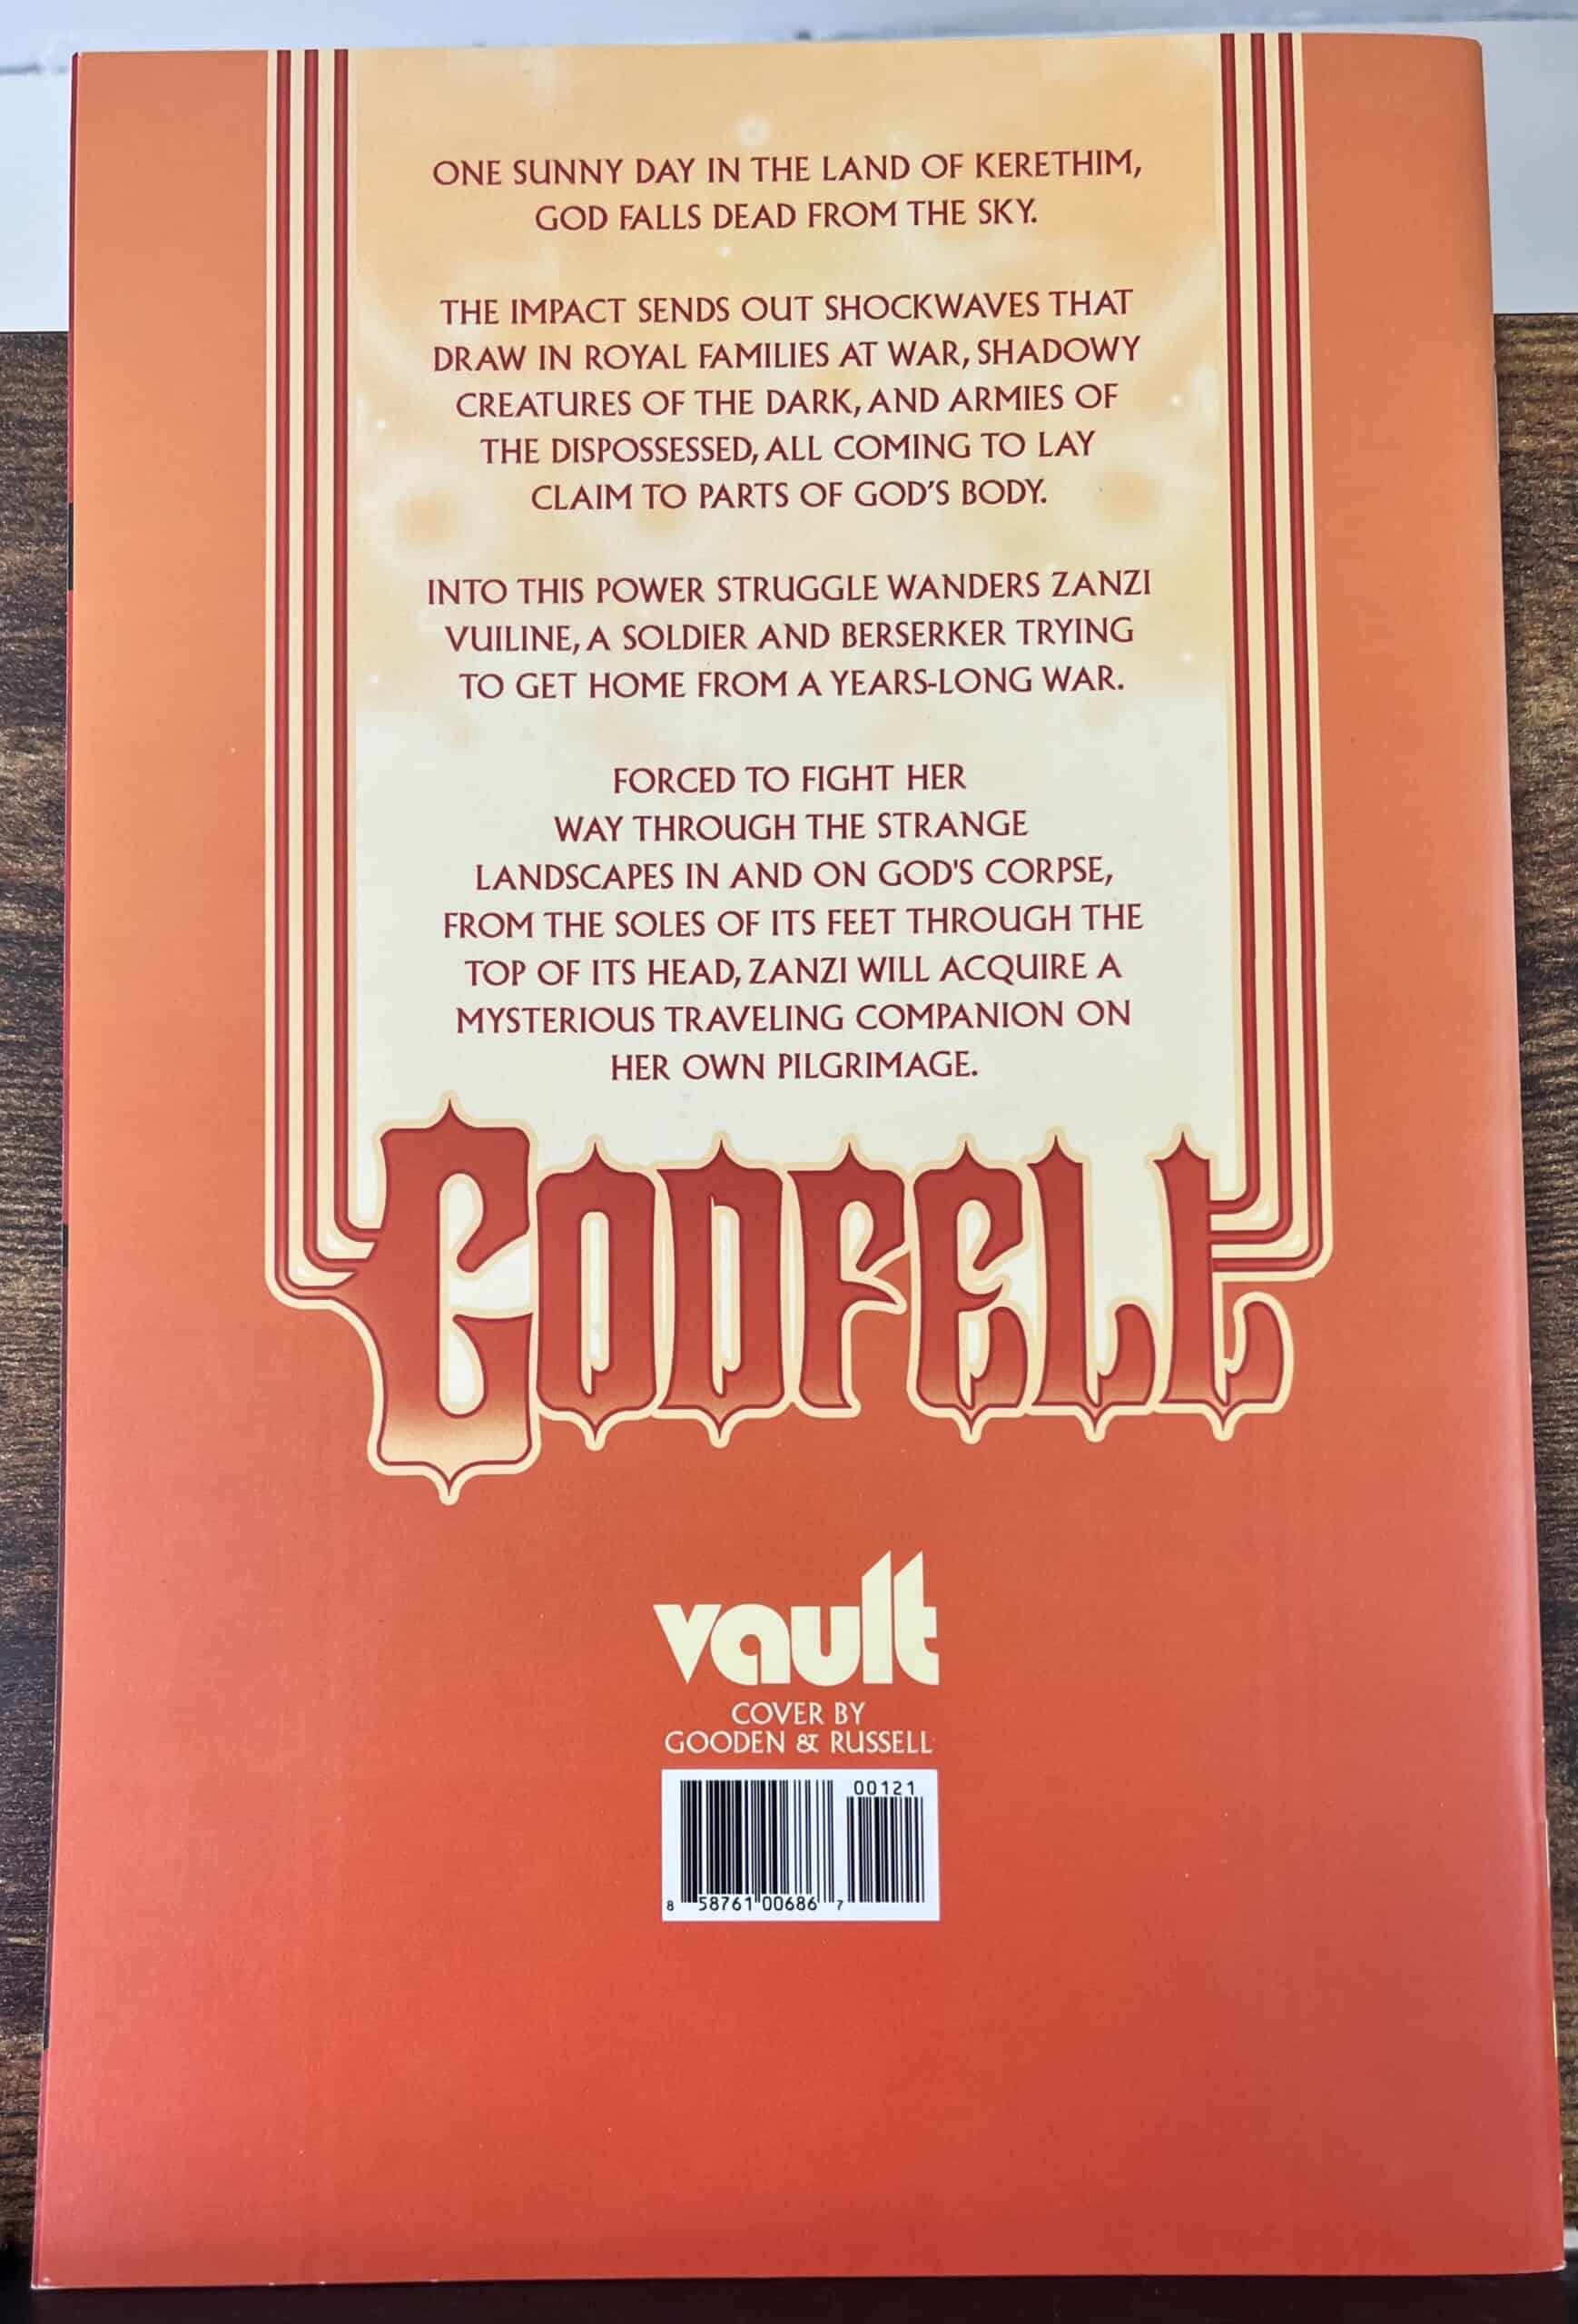 ONE SUNNY DAY IN THE LAND OF KERETHIM,
GOD FALLS DEAD FROM THE SKY.
THE IMPACT SENDS OUT SHOCKWAVES THAT
DRAW IN ROYAL FAMILIES AT WAR, SHADOWY
CREATURES OF THE DARK, AND ARMIES OF
THE DISPOSSESSED, ALL COMING TO LAY
CLAIM TO PARTS OF GOD'S BODY.
INTO THIS POWER STRUGGLE WANDERS ZANZI
VUILINE, A SOLDIER AND BERSERKER TRYING
TO GET HOME FROM A YEARS-LONG WAR.
FORCED TO FIGHT HER
WAY THROUGH THE STRANGE
LANDSCAPES IN AND ON GOD'S CORPSE,
FROM THE SOLES OF ITS FEET THROUGH THE
TOP OF ITS HEAD, ZANZI WILL ACQUIRE A
MYSTERIOUS TRAVELING COMPANION ON
HER OWN PILGRIMAGE.
GODFELL
vault
COVER BY
GOODEN & RUSSELL
00121
8 58761 00686 7